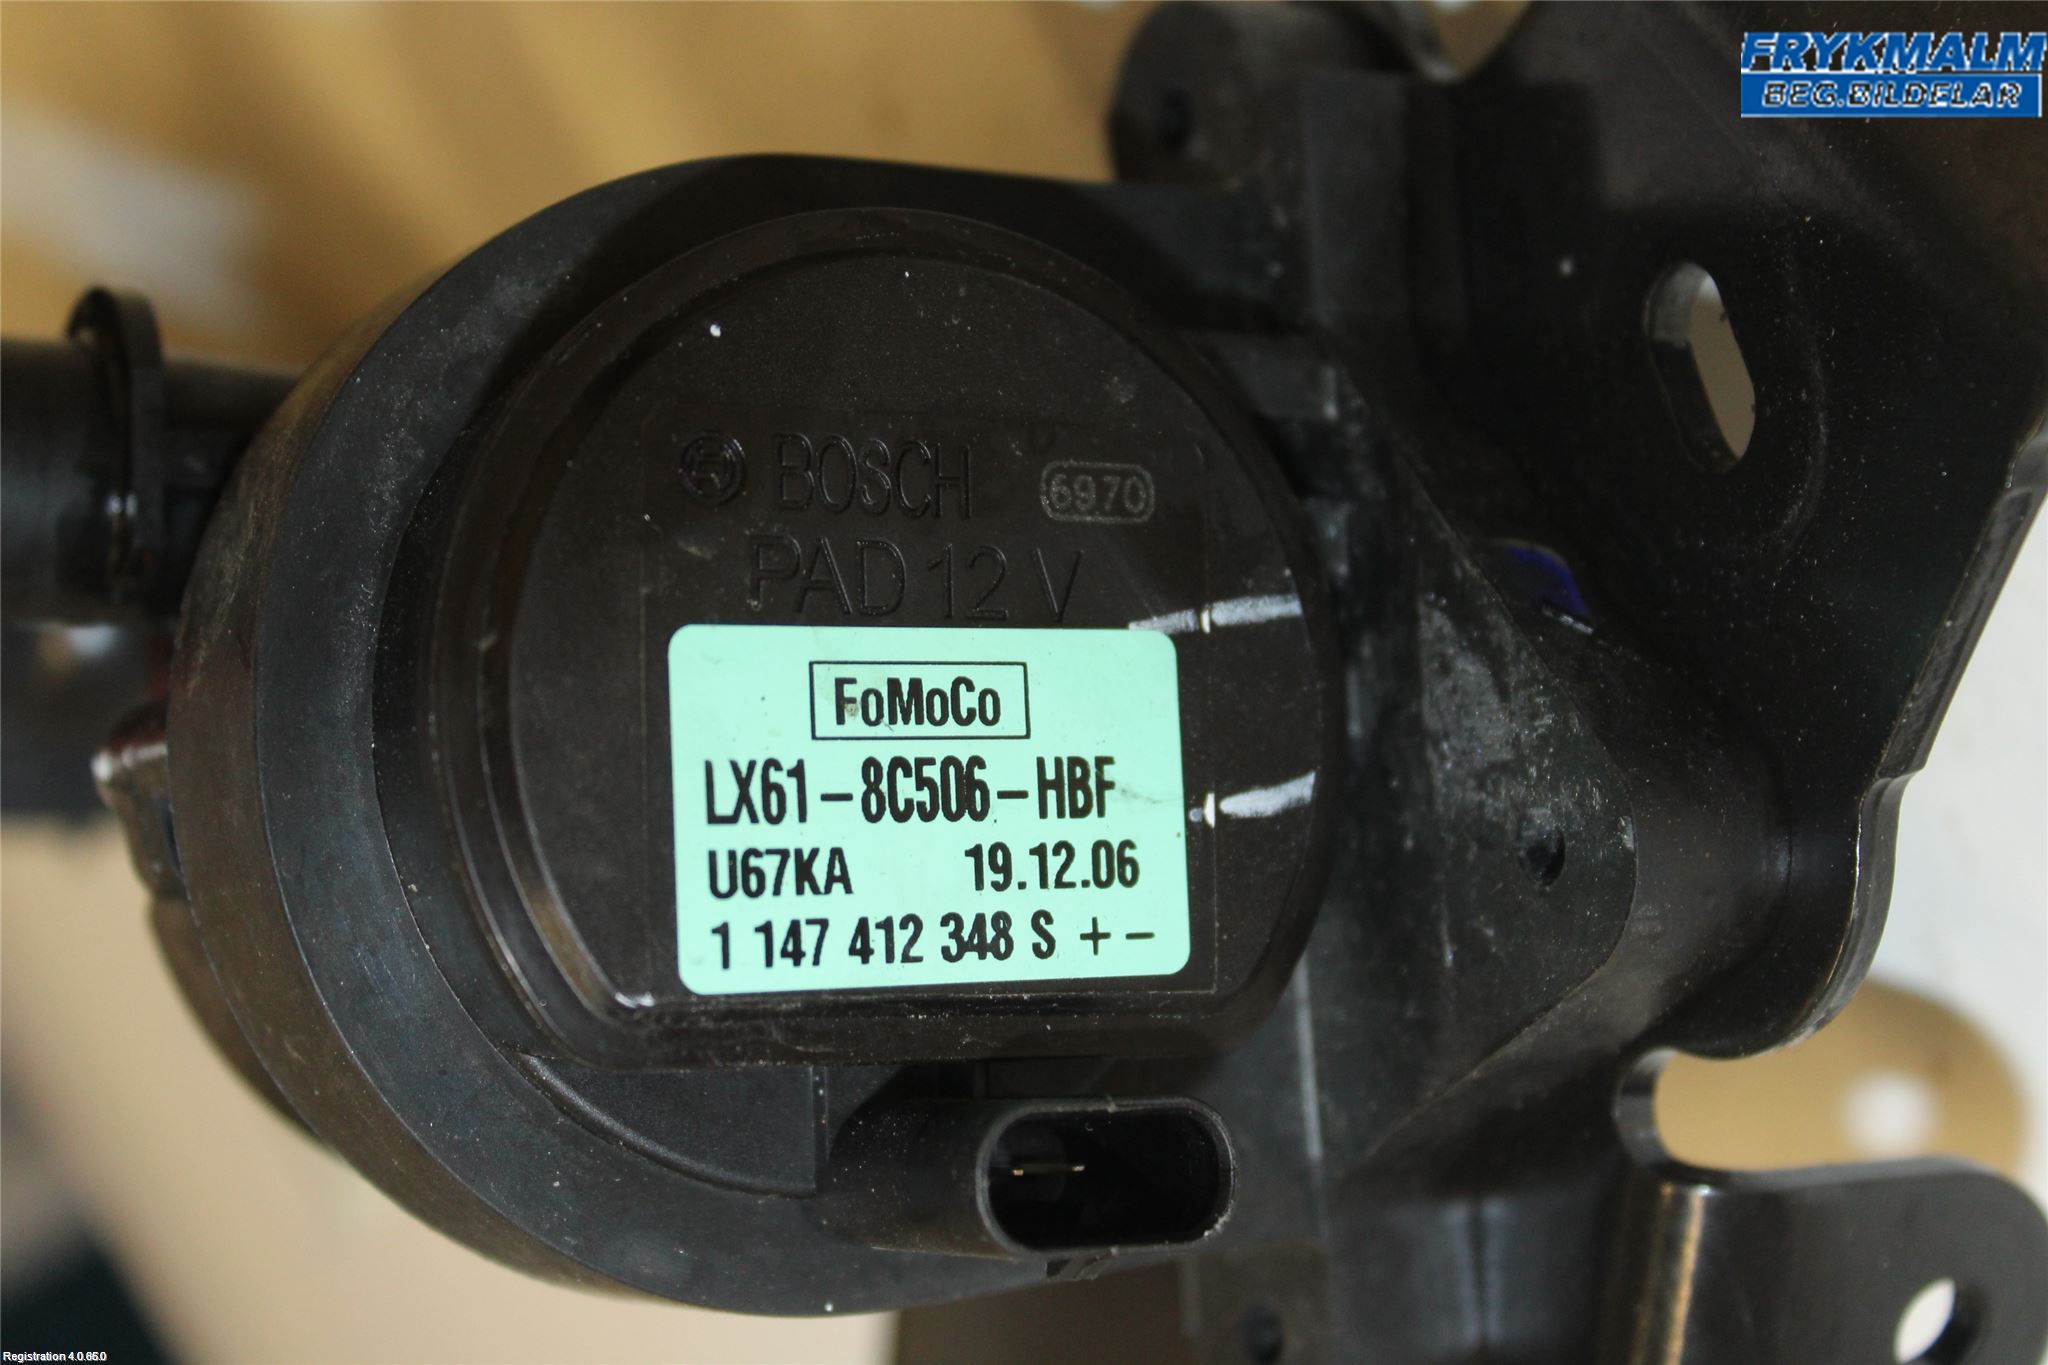 FRYKMALM
BEG.BILDELAR
BOSCH 6970
PAD 12 V
FoMoCo
LX61-8C506-HBF
U67KA 19.12.06
1 147 412 348 S + -
Registration 4.0.65.0